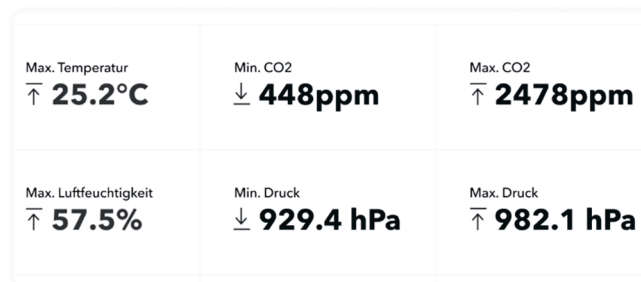 Max. Temperatur
25.2°C
Min. CO2
448ppm
Max. CO2
2478ppm
Max. Luftfeuchtigkeit
57.5%
Min. Druck
929.4 hPa
Max. Druck
982.1 hPa